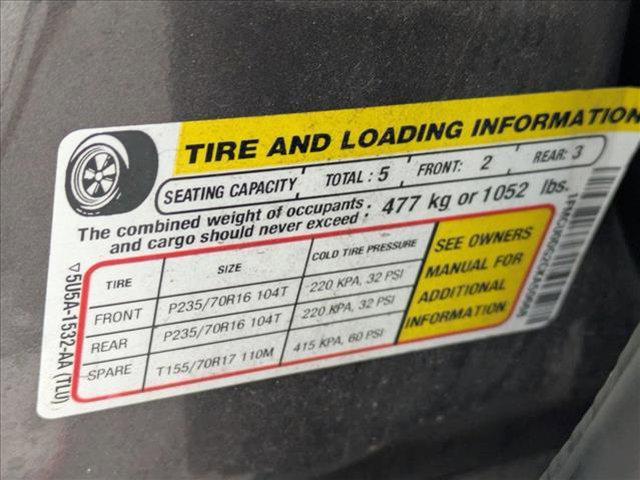 TIRE AND LOADING INFORMATION
SEATING CAPACITY TOTAL : 5 FRONT: 2 REAR: 3
The combined weight of occupants and cargo should never exceed : 477 kg or 1052 lbs.
TIRE SIZE COLD TIRE PRESSURE
FRONT P235/70R16 104T 220 KPA, 32 PSI
REAR P235/70R16 104T 220 KPA, 32 PSI
SPARE T155/70R17 110M 415 KPA, 60 PSI
SEE OWNERS
MANUAL FOR
ADDITIONAL
INFORMATION
5U5A-1532-AA (TLU)